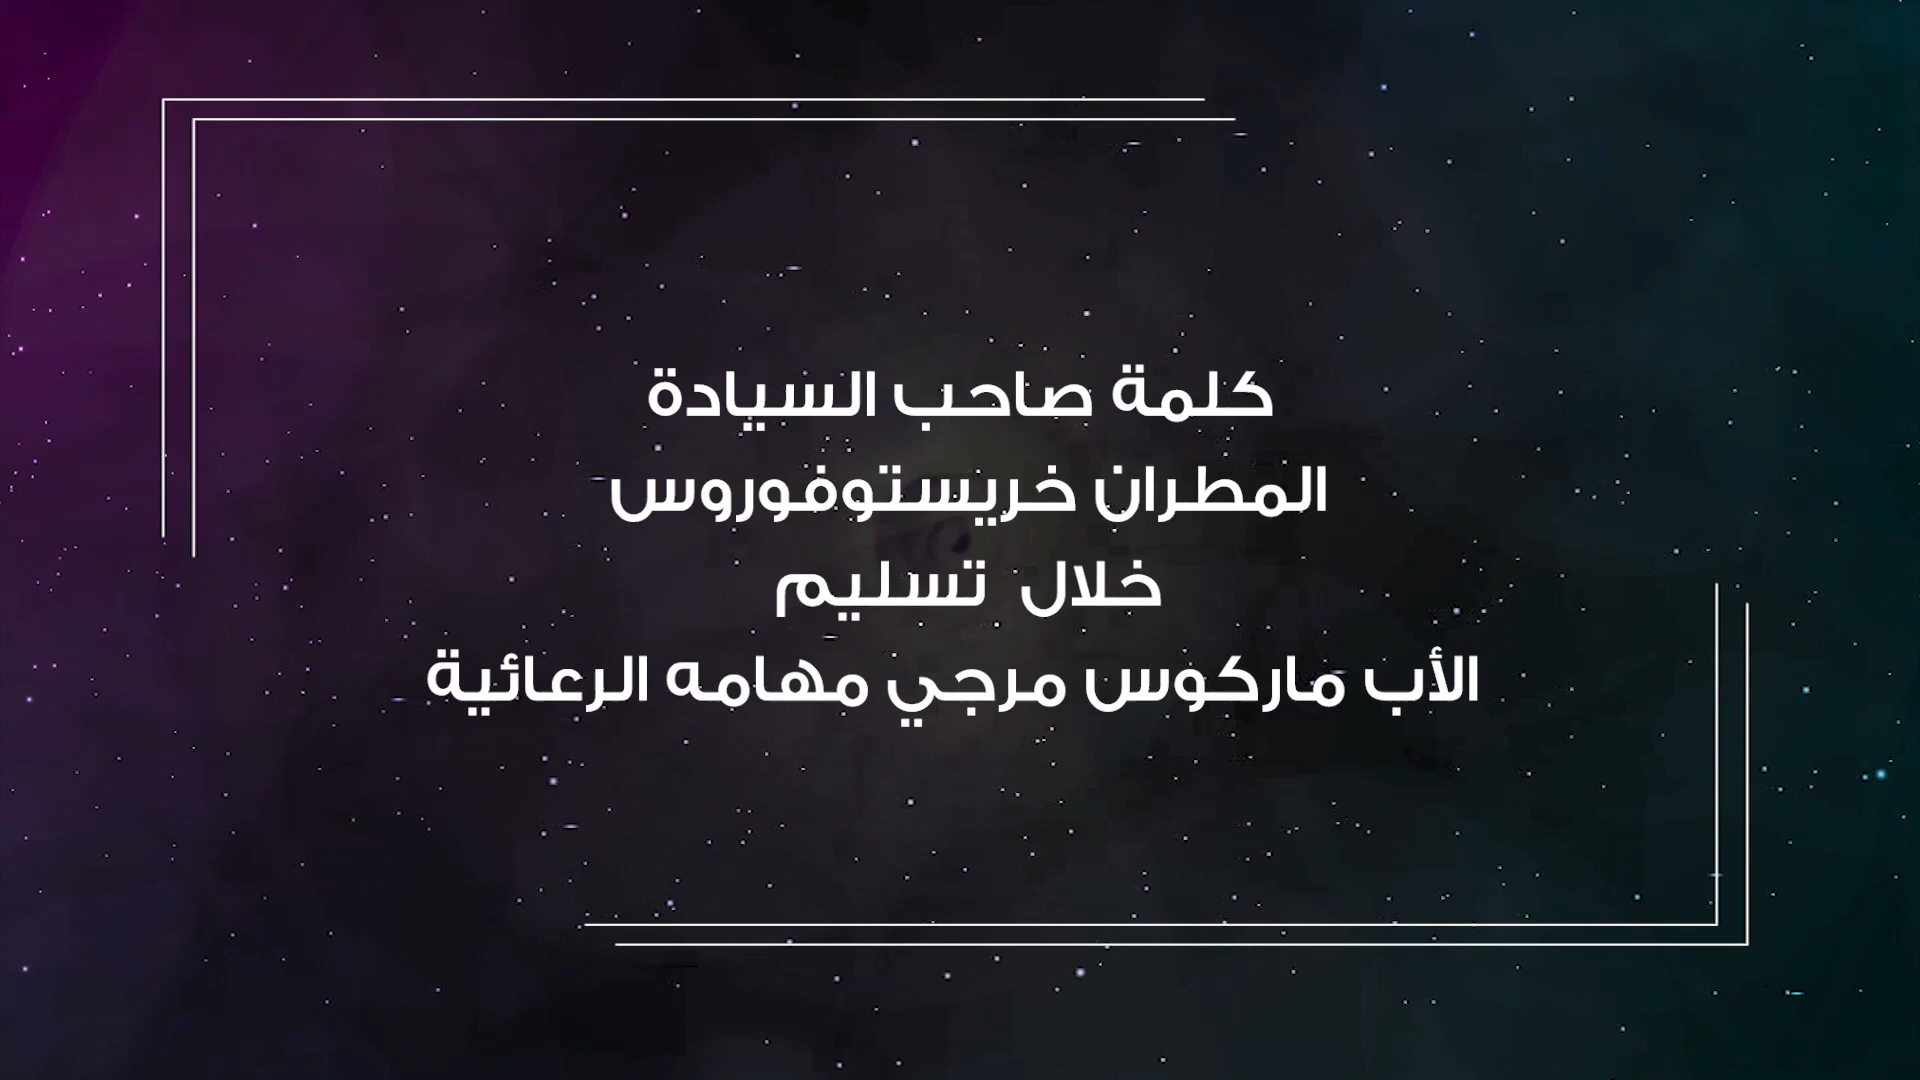 كلمة صاحب السيادة
المطران خريستوفوروس
خلال تسليم
الأب ماركوس مرجي مهامه الرعائية